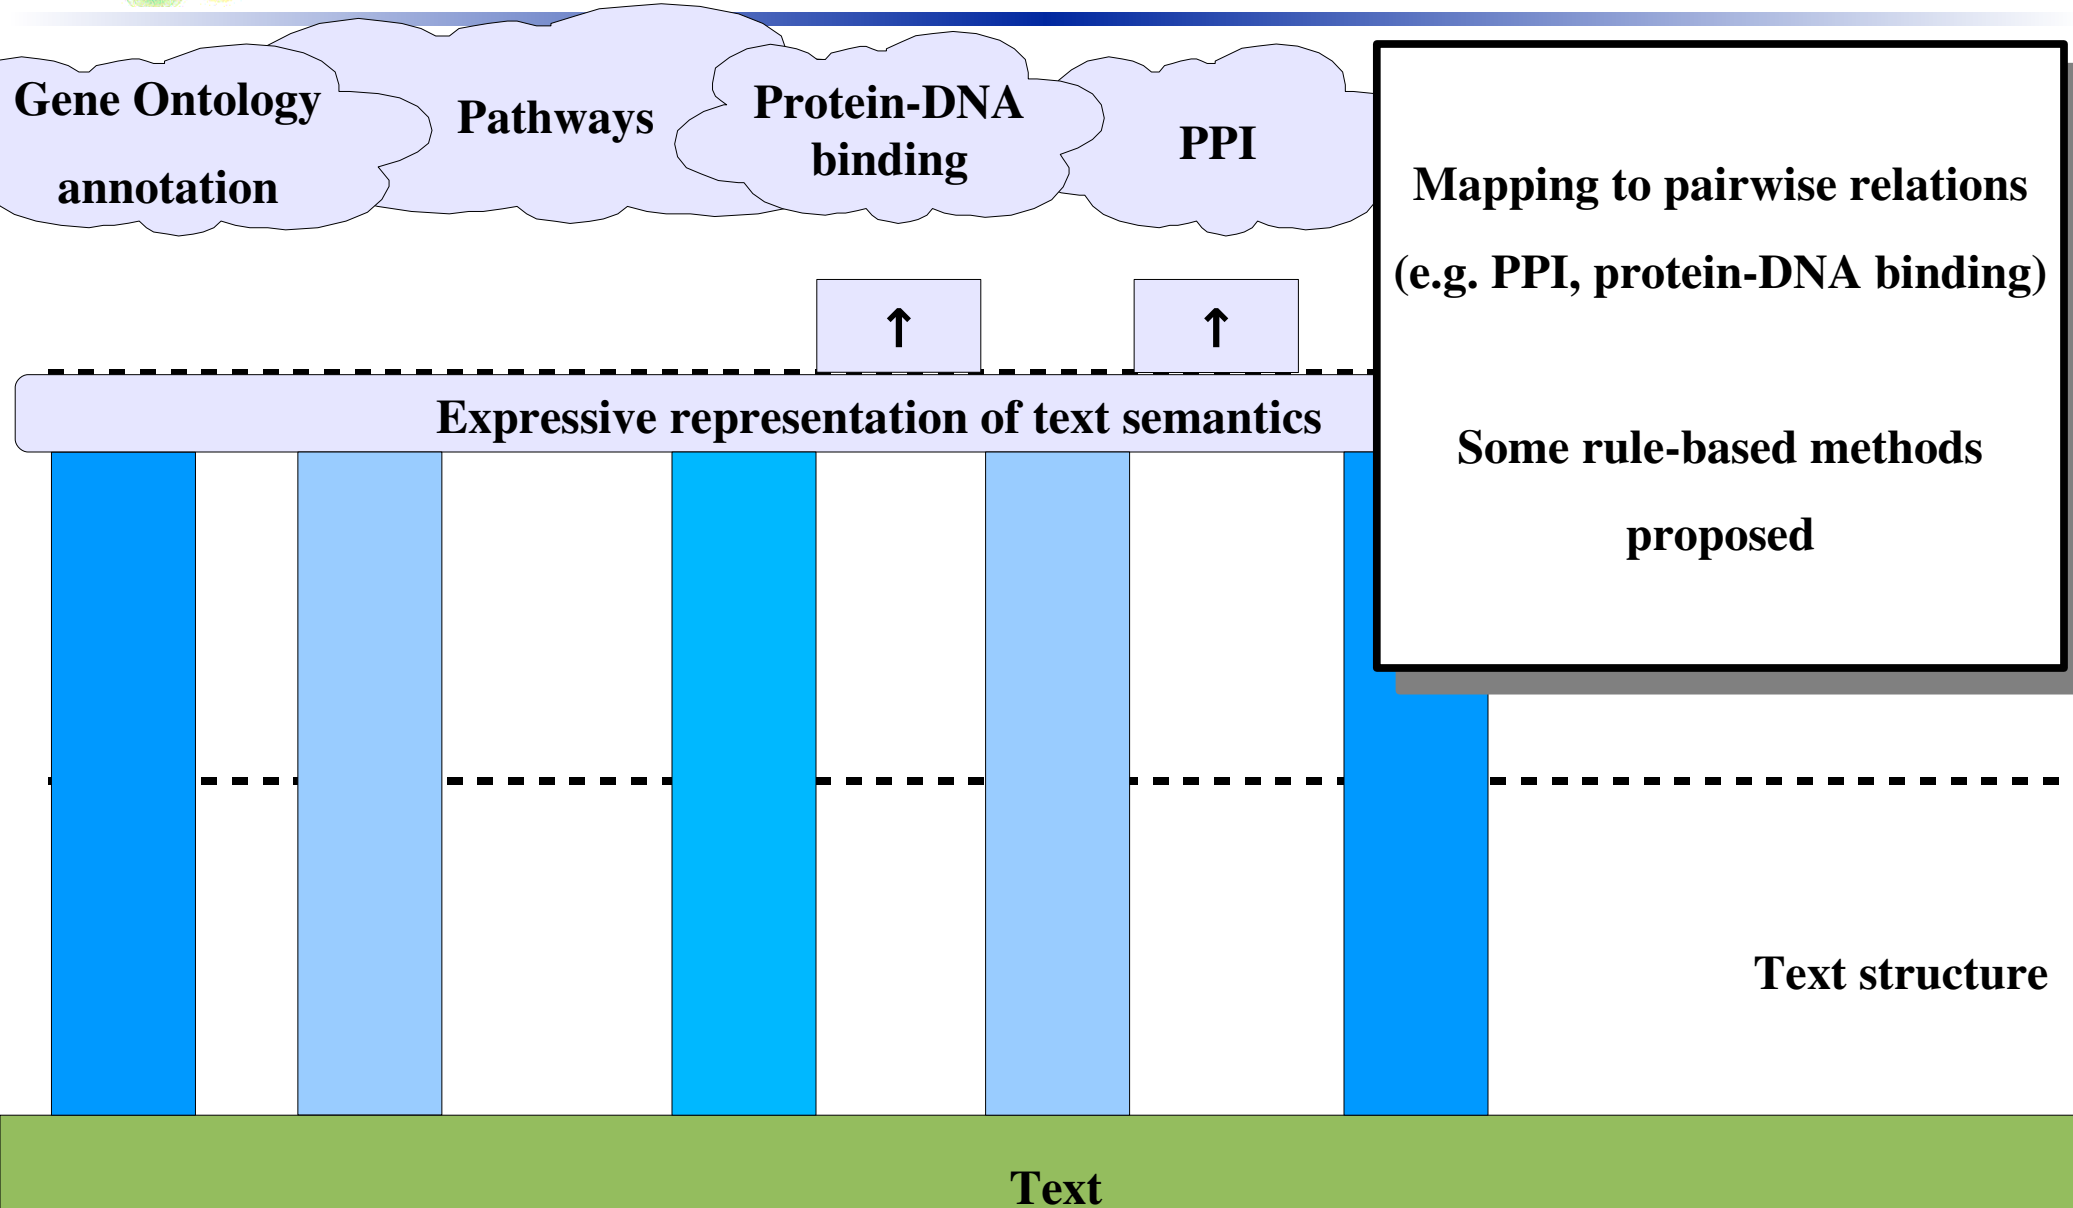 Gene Ontology
annotation
Pathways
Protein-DNA
binding
PPI
Mapping to pairwise relations
(e.g. PPI, protein-DNA binding)
Some rule-based methods
proposed
↑
↑
Expressive representation of text semantics
Text structure
Text